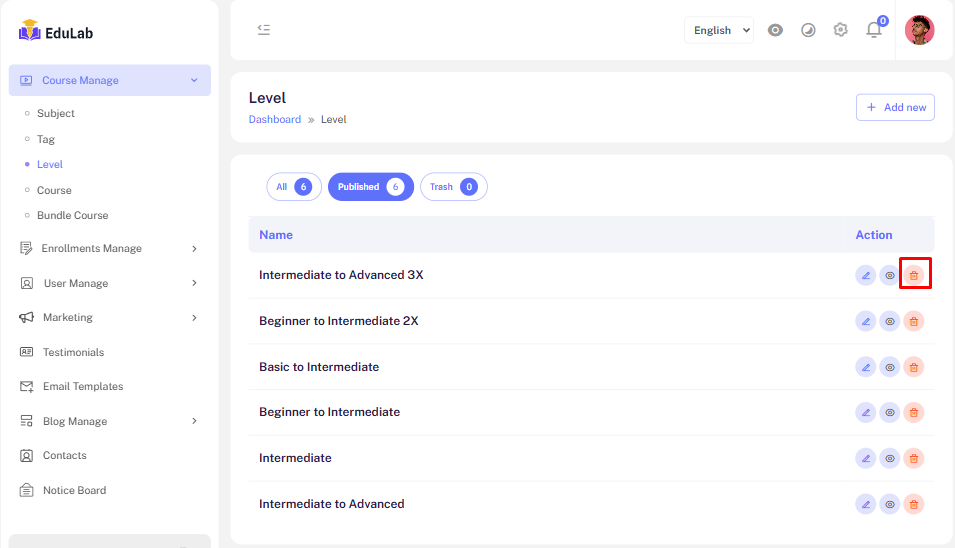 EduLab
English
0
Course Manage
Subject
Tag
Level
Course
Bundle Course
Enrollments Manage
User Manage
Marketing
Testimonials
Email Templates
Blog Manage
Contacts
Notice Board
Level
Dashboard » Level
+ Add new
All 6 Published 6 Trash 0
Name Action
Intermediate to Advanced 3X
Beginner to Intermediate 2X
Basic to Intermediate
Beginner to Intermediate
Intermediate
Intermediate to Advanced